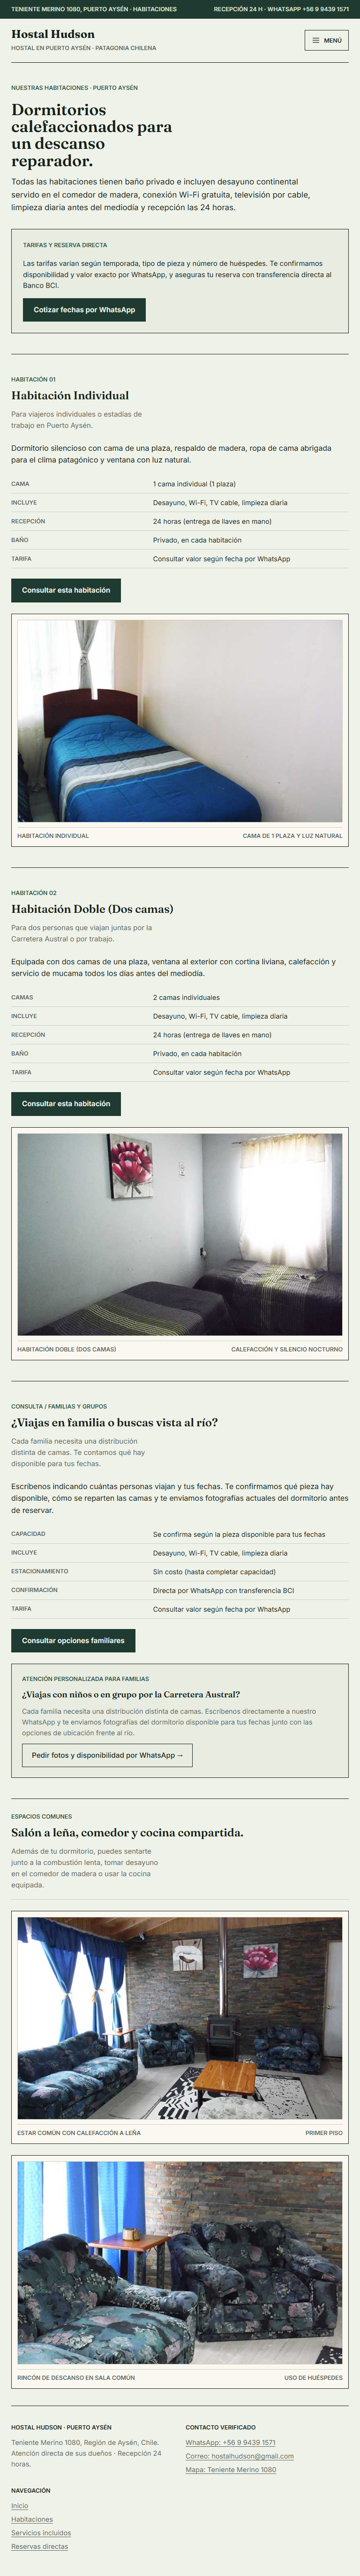 TENIENTE MERINO 1080, PUERTO AYSÉN · HABITACIONES
RECEPCIÓN 24 H · WHATSAPP +56 9 9439 1571
Hostal Hudson
HOSTAL EN PUERTO AYSÉN · PATAGONIA CHILENA
MENÚ
NUESTRAS HABITACIONES · PUERTO AYSÉN
Dormitorios
calefaccionados para
un descanso
reparador.
Todas las habitaciones tienen baño privado e incluyen desayuno continental
servido en el comedor de madera, conexión Wi-Fi gratuita, televisión por cable,
limpieza diaria antes del mediodía y recepción las 24 horas.
TARIFAS Y RESERVA DIRECTA
Las tarifas varían según temporada, tipo de pieza y número de huéspedes. Te confirmamos
disponibilidad y valor exacto por WhatsApp, y aseguras tu reserva con transferencia directa al
Banco BCI.
Cotizar fechas por WhatsApp
HABITACIÓN 01
Habitación Individual
Para viajeros individuales o estadías de
trabajo en Puerto Aysén.
Dormitorio silencioso con cama de una plaza, respaldo de madera, ropa de cama abrigada
para el clima patagónico y ventana con luz natural.
CAMA
1 cama individual (1 plaza)
INCLUYE
Desayuno, Wi-Fi, TV cable, limpieza diaria
RECEPCIÓN
24 horas (entrega de llaves en mano)
BAÑO
Privado, en cada habitación
TARIFA
Consultar valor según fecha por WhatsApp
Consultar esta habitación
HABITACIÓN INDIVIDUAL
CAMA DE 1 PLAZA Y LUZ NATURAL
HABITACIÓN 02
Habitación Doble (Dos camas)
Para dos personas que viajan juntas por la
Carretera Austral o por trabajo.
Equipada con dos camas de una plaza, ventana al exterior con cortina liviana, calefacción y
servicio de mucama todos los días antes del mediodía.
CAMAS
2 camas individuales
INCLUYE
Desayuno, Wi-Fi, TV cable, limpieza diaria
RECEPCIÓN
24 horas (entrega de llaves en mano)
BAÑO
Privado, en cada habitación
TARIFA
Consultar valor según fecha por WhatsApp
Consultar esta habitación
HABITACIÓN DOBLE (DOS CAMAS)
CALEFACCIÓN Y SILENCIO NOCTURNO
CONSULTA / FAMILIAS Y GRUPOS
¿Viajas en familia o buscas vista al río?
Cada familia necesita una distribución
distinta de camas. Te contamos qué hay
disponible para tus fechas.
Escríbenos indicando cuántas personas viajan y tus fechas. Te confirmamos qué pieza hay
disponible, cómo se reparten las camas y te enviamos fotografías actuales del dormitorio antes
de reservar.
CAPACIDAD
Se confirma según la pieza disponible para tus fechas
INCLUYE
Desayuno, Wi-Fi, TV cable, limpieza diaria
ESTACIONAMIENTO
Sin costo (hasta completar capacidad)
CONFIRMACIÓN
Directa por WhatsApp con transferencia BCI
TARIFA
Consultar valor según fecha por WhatsApp
Consultar opciones familiares
ATENCIÓN PERSONALIZADA PARA FAMILIAS
¿Viajas con niños o en grupo por la Carretera Austral?
Cada familia necesita una distribución distinta de camas. Escríbenos directamente a nuestro
WhatsApp y te enviamos fotografías del dormitorio disponible para tus fechas junto con las
opciones de ubicación frente al río.
Pedir fotos y disponibilidad por WhatsApp →
ESPACIOS COMUNES
Salón a leña, comedor y cocina compartida.
Además de tu dormitorio, puedes sentarte
junto a la combustión lenta, tomar desayuno
en el comedor de madera o usar la cocina
equipada.
ESTAR COMÚN CON CALEFACCIÓN A LEÑA
PRIMER PISO
RINCÓN DE DESCANSO EN SALA COMÚN
USO DE HUÉSPEDES
HOSTAL HUDSON · PUERTO AYSÉN
Teniente Merino 1080, Región de Aysén, Chile.
Atención directa de sus dueños · Recepción 24
horas.
CONTACTO VERIFICADO
WhatsApp: +56 9 9439 1571
Correo: hostalhudson@gmail.com
Mapa: Teniente Merino 1080
NAVEGACIÓN
Inicio
Habitaciones
Servicios incluidos
Reservas directas